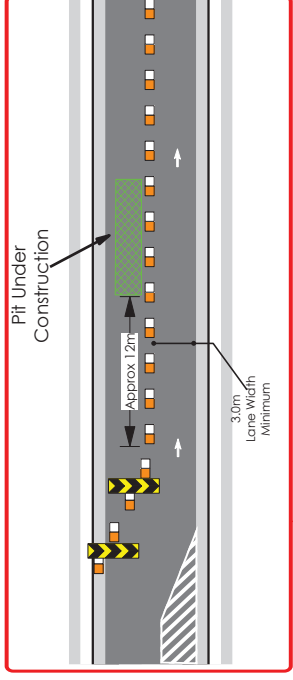 Pit Under
Construction
Approx 12m
3.0m
Lane Width
Minimum